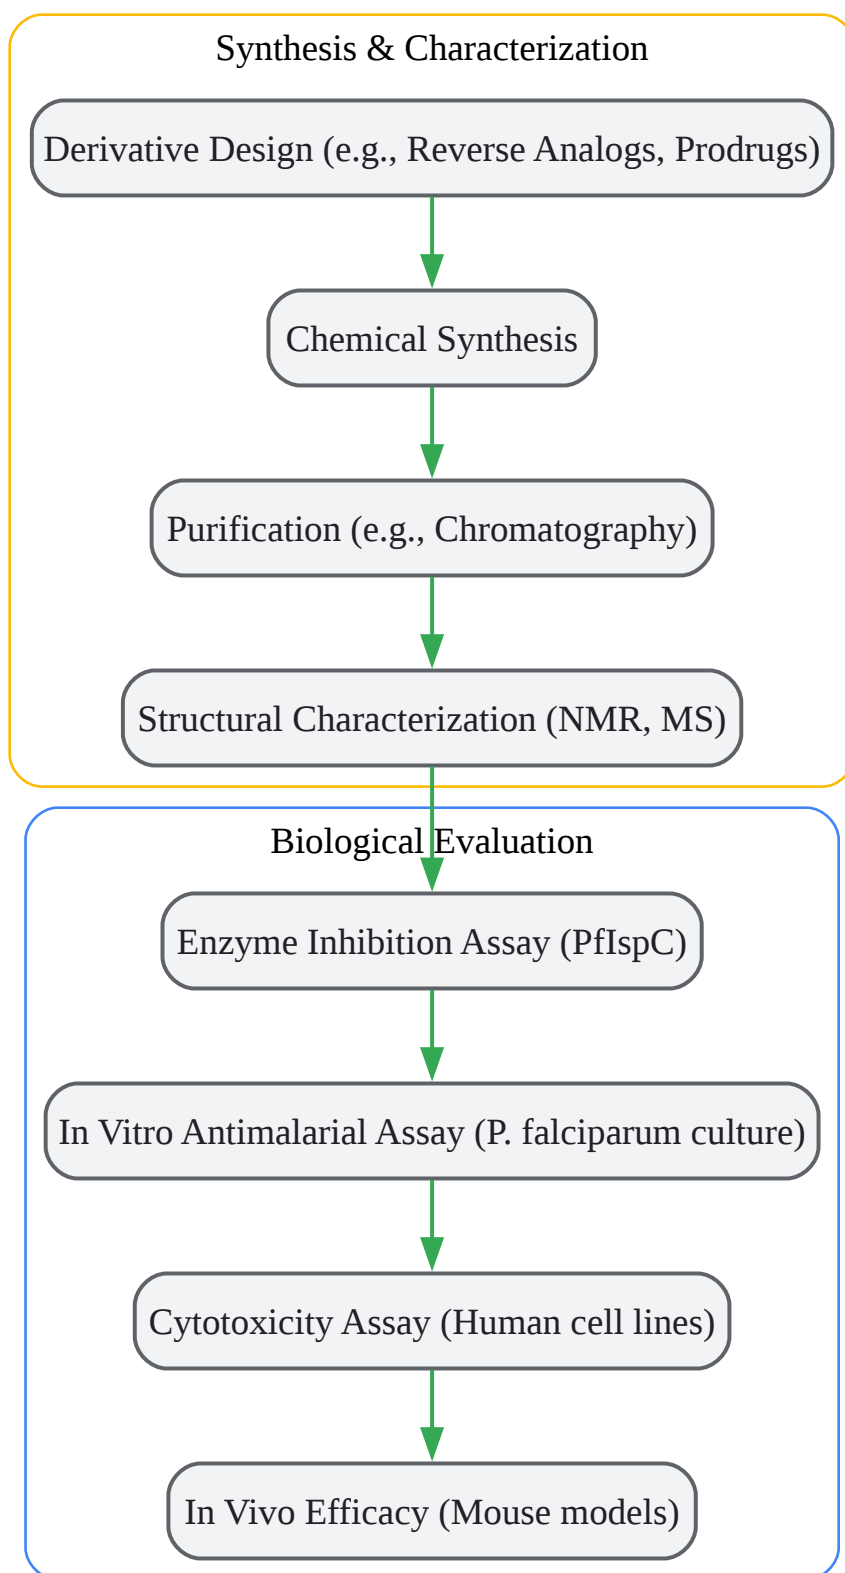 Synthesis & Characterization
Derivative Design (e.g., Reverse Analogs, Prodrugs)
Chemical Synthesis
Purification (e.g., Chromatography)
Structural Characterization (NMR, MS)
Biological Evaluation
Enzyme Inhibition Assay (PfIspC)
In Vitro Antimalarial Assay (P. falciparum culture)
Cytotoxicity Assay (Human cell lines)
In Vivo Efficacy (Mouse models)